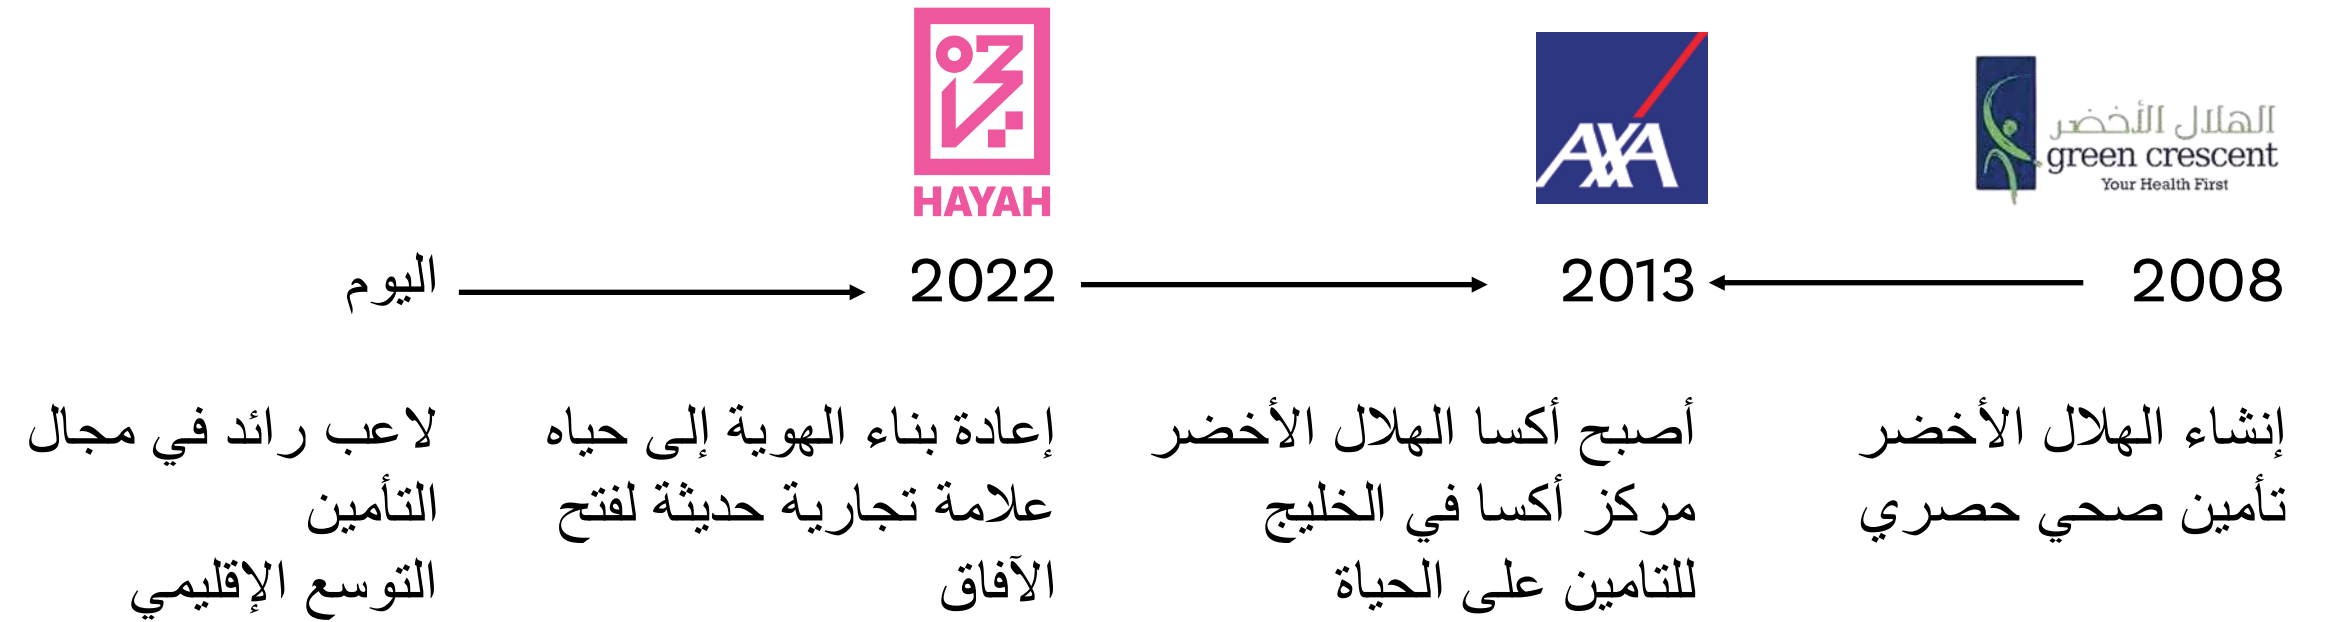 الهلال الأخضر
green crescent
Your Health First
2008
إنشاء الهلال الأخضر
تأمين صحي حصري
AXA
2013
أصبح أكسا الهلال الأخضر
مركز أكسا في الخليج
للتامين على الحياة
حياه
HAYAH
2022
إعادة بناء الهوية إلى حياه
علامة تجارية حديثة لفتح
الآفاق
اليوم
لاعب رائد في مجال
التأمين
التوسع الإقليمي